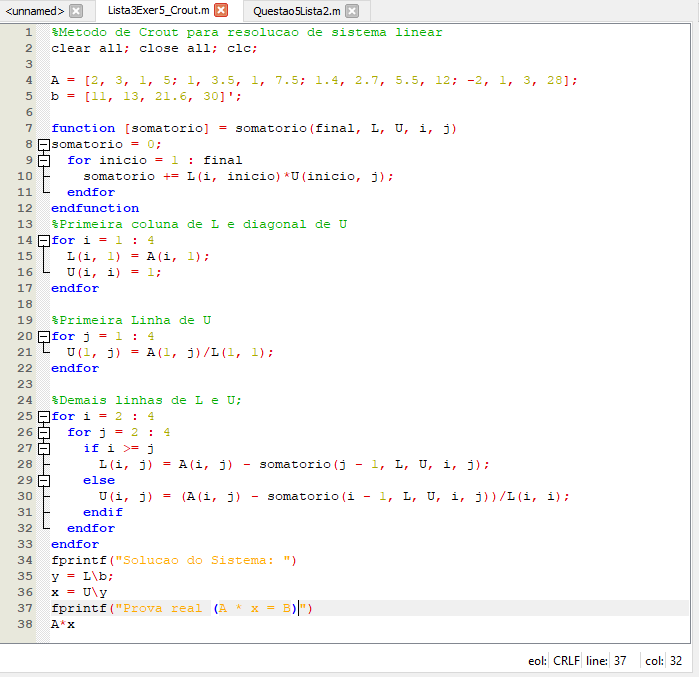 <unnamed> Lista3Exer5_Crout.m Questao5Lista2.m
1 %Metodo de Crout para resolucao de sistema linear
2 clear all; close all; clc;
3
4 A = [2, 3, 1, 5; 1, 3.5, 1, 7.5; 1.4, 2.7, 5.5, 12; -2, 1, 3, 28];
5 b = [11, 13, 21.6, 30]';
6
7 function [somatorio] = somatorio(final, L, U, i, j)
8 somatorio = 0;
9 for inicio = 1 : final
10 somatorio += L(i, inicio)*U(inicio, j);
11 endfor
12 endfunction
13 %Primeira coluna de L e diagonal de U
14 for i = 1 : 4
15 L(i, 1) = A(i, 1);
16 U(i, i) = 1;
17 endfor
18
19 %Primeira Linha de U
20 for j = 1 : 4
21 U(1, j) = A(1, j)/L(1, 1);
22 endfor
23
24 %Demais linhas de L e U;
25 for i = 2 : 4
26 for j = 2 : 4
27 if i >= j
28 L(i, j) = A(i, j) - somatorio(j - 1, L, U, i, j);
29 else
30 U(i, j) = (A(i, j) - somatorio(i - 1, L, U, i, j))/L(i, i);
31 endif
32 endfor
33 endfor
34 fprintf("Solucao do Sistema: ")
35 y = L\b;
36 x = U\y
37 fprintf("Prova real (A * x = B)")
38 A*x
eol: CRLF line: 37 col: 32